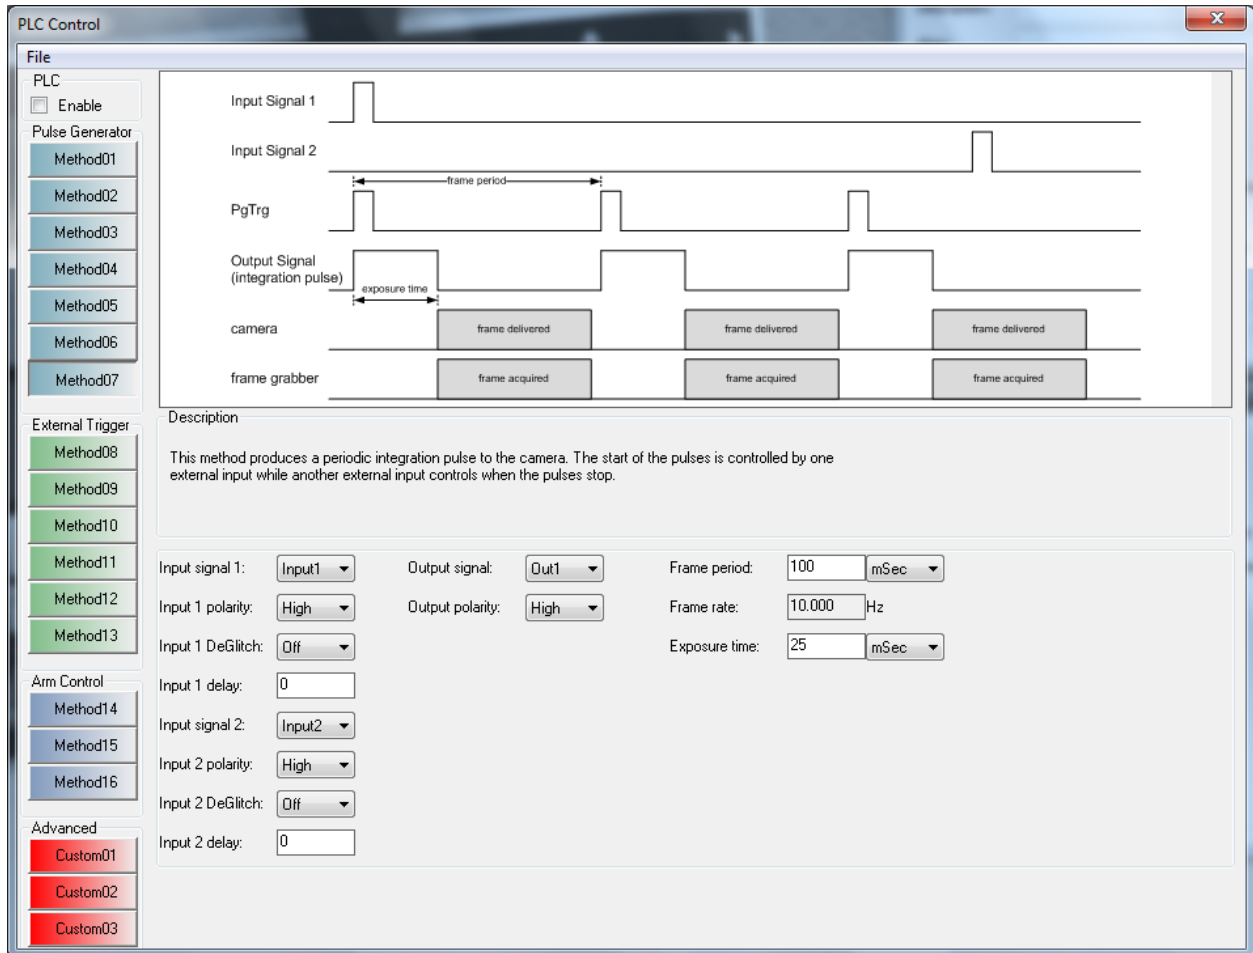 PLC Control
File
PLC
Enable
Pulse Generator
Method01
Method02
Method03
Method04
Method05
Method06
Method07
External Trigger
Method08
Method09
Method10
Method11
Method12
Method13
Arm Control
Method14
Method15
Method16
Advanced
Custom01
Custom02
Custom03
Input Signal 1
Input Signal 2
frame period
PgTrg
Output Signal
(integration pulse)
exposure time
camera
frame delivered
frame delivered
frame delivered
frame grabber
frame acquired
frame acquired
frame acquired
Description
This method produces a periodic integration pulse to the camera. The start of the pulses is controlled by one
external input while another external input controls when the pulses stop.
Input signal 1: Input1
Input 1 polarity: High
Input 1 DeGlitch: Off
Input 1 delay: 0
Input signal 2: Input2
Input 2 polarity: High
Input 2 DeGlitch: Off
Input 2 delay: 0
Output signal: Out1
Output polarity: High
Frame period: 100 mSec
Frame rate: 10.000 Hz
Exposure time: 25 mSec